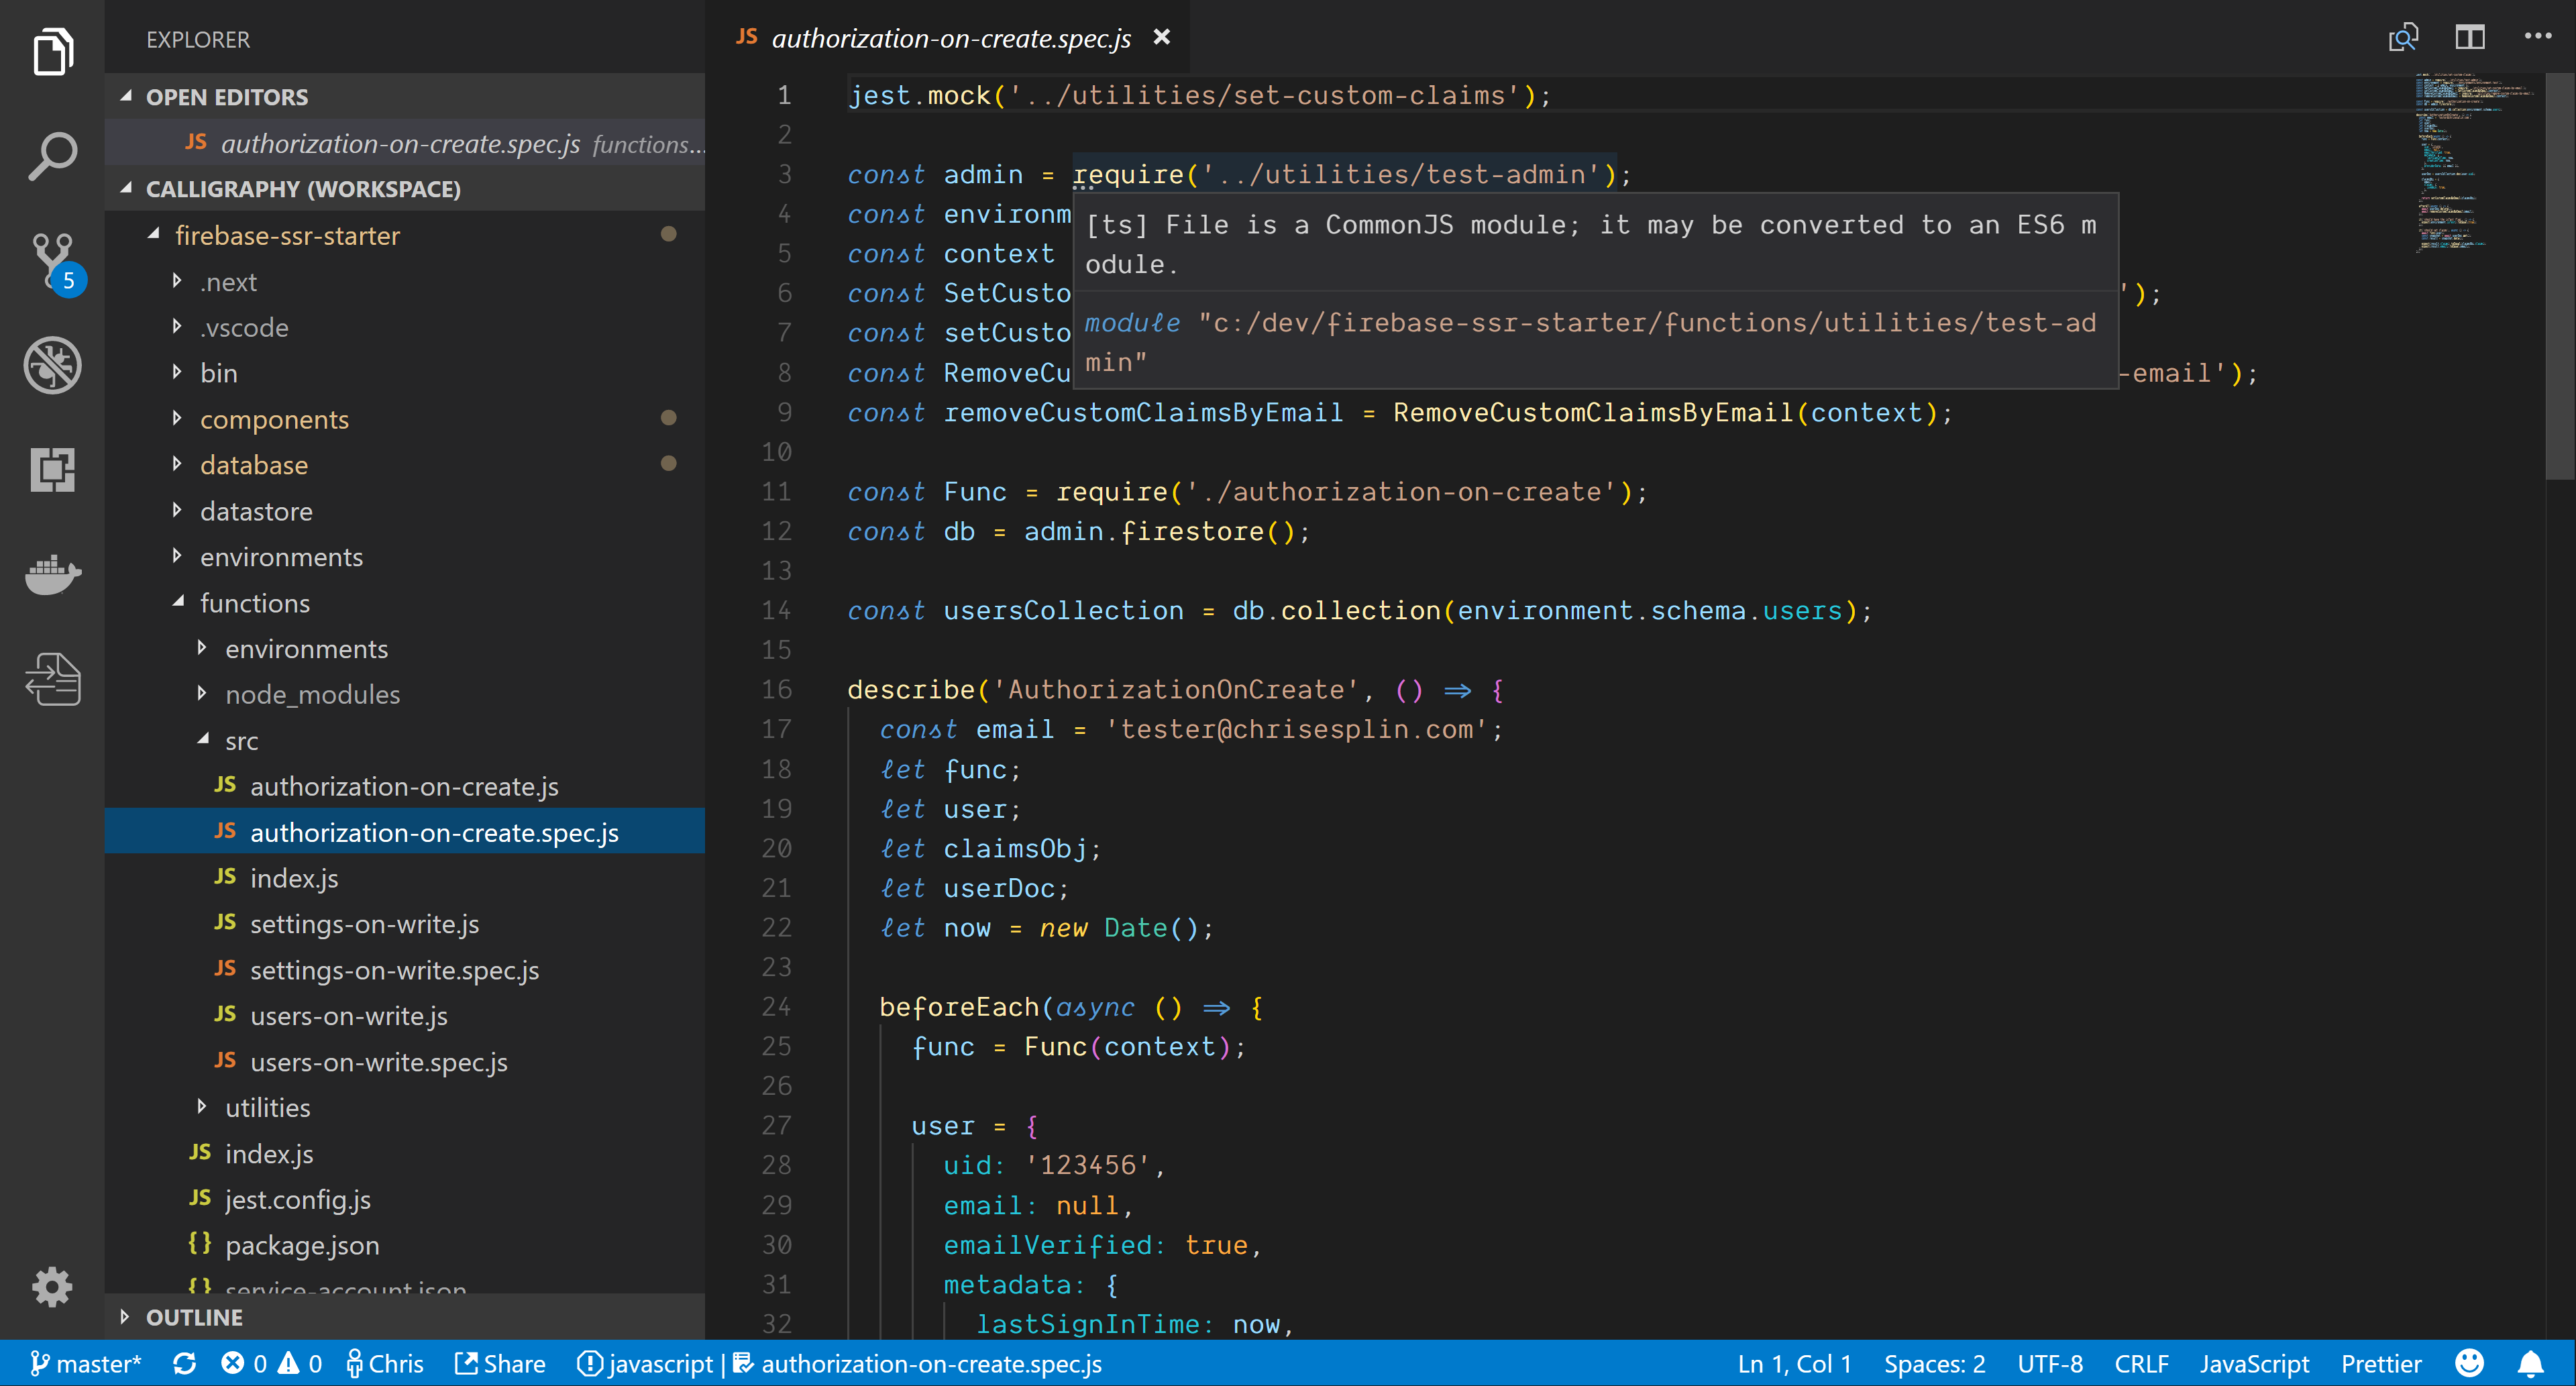 EXPLORER
OPEN EDITORS
JS authorization-on-create.spec.js functions...
CALLIGRAPHY (WORKSPACE)
firebase-ssr-starter
.next
.vscode
bin
components
database
datastore
environments
functions
environments
node_modules
src
JS authorization-on-create.js
JS authorization-on-create.spec.js
JS index.js
JS settings-on-write.js
JS settings-on-write.spec.js
JS users-on-write.js
JS users-on-write.spec.js
utilities
JS index.js
JS jest.config.js
{} package.json
{} service-account.json
OUTLINE
5
JS authorization-on-create.spec.js
1 jest.mock('../utilities/set-custom-claims');
2
3 const admin = require('../utilities/test-admin');
4 const environm
5 const context
6 const SetCusto ');
7 const setCusto
8 const RemoveCu -email');
[ts] File is a CommonJS module; it may be converted to an ES6 m
odule.
module "c:/dev/firebase-ssr-starter/functions/utilities/test-ad
min"
9 const removeCustomClaimsByEmail = RemoveCustomClaimsByEmail(context);
10
11 const Func = require('./authorization-on-create');
12 const db = admin.firestore();
13
14 const usersCollection = db.collection(environment.schema.users);
15
16 describe('AuthorizationOnCreate', () => {
17 const email = 'tester@chrisesplin.com';
18 let func;
19 let user;
20 let claimsObj;
21 let userDoc;
22 let now = new Date();
23
24 beforeEach(async () => {
25 func = Func(context);
26
27 user = {
28 uid: '123456',
29 email: null,
30 emailVerified: true,
31 metadata: {
32 lastSignInTime: now,
master* 0 0 Chris Share javascript | authorization-on-create.spec.js Ln 1, Col 1 Spaces: 2 UTF-8 CRLF JavaScript Prettier